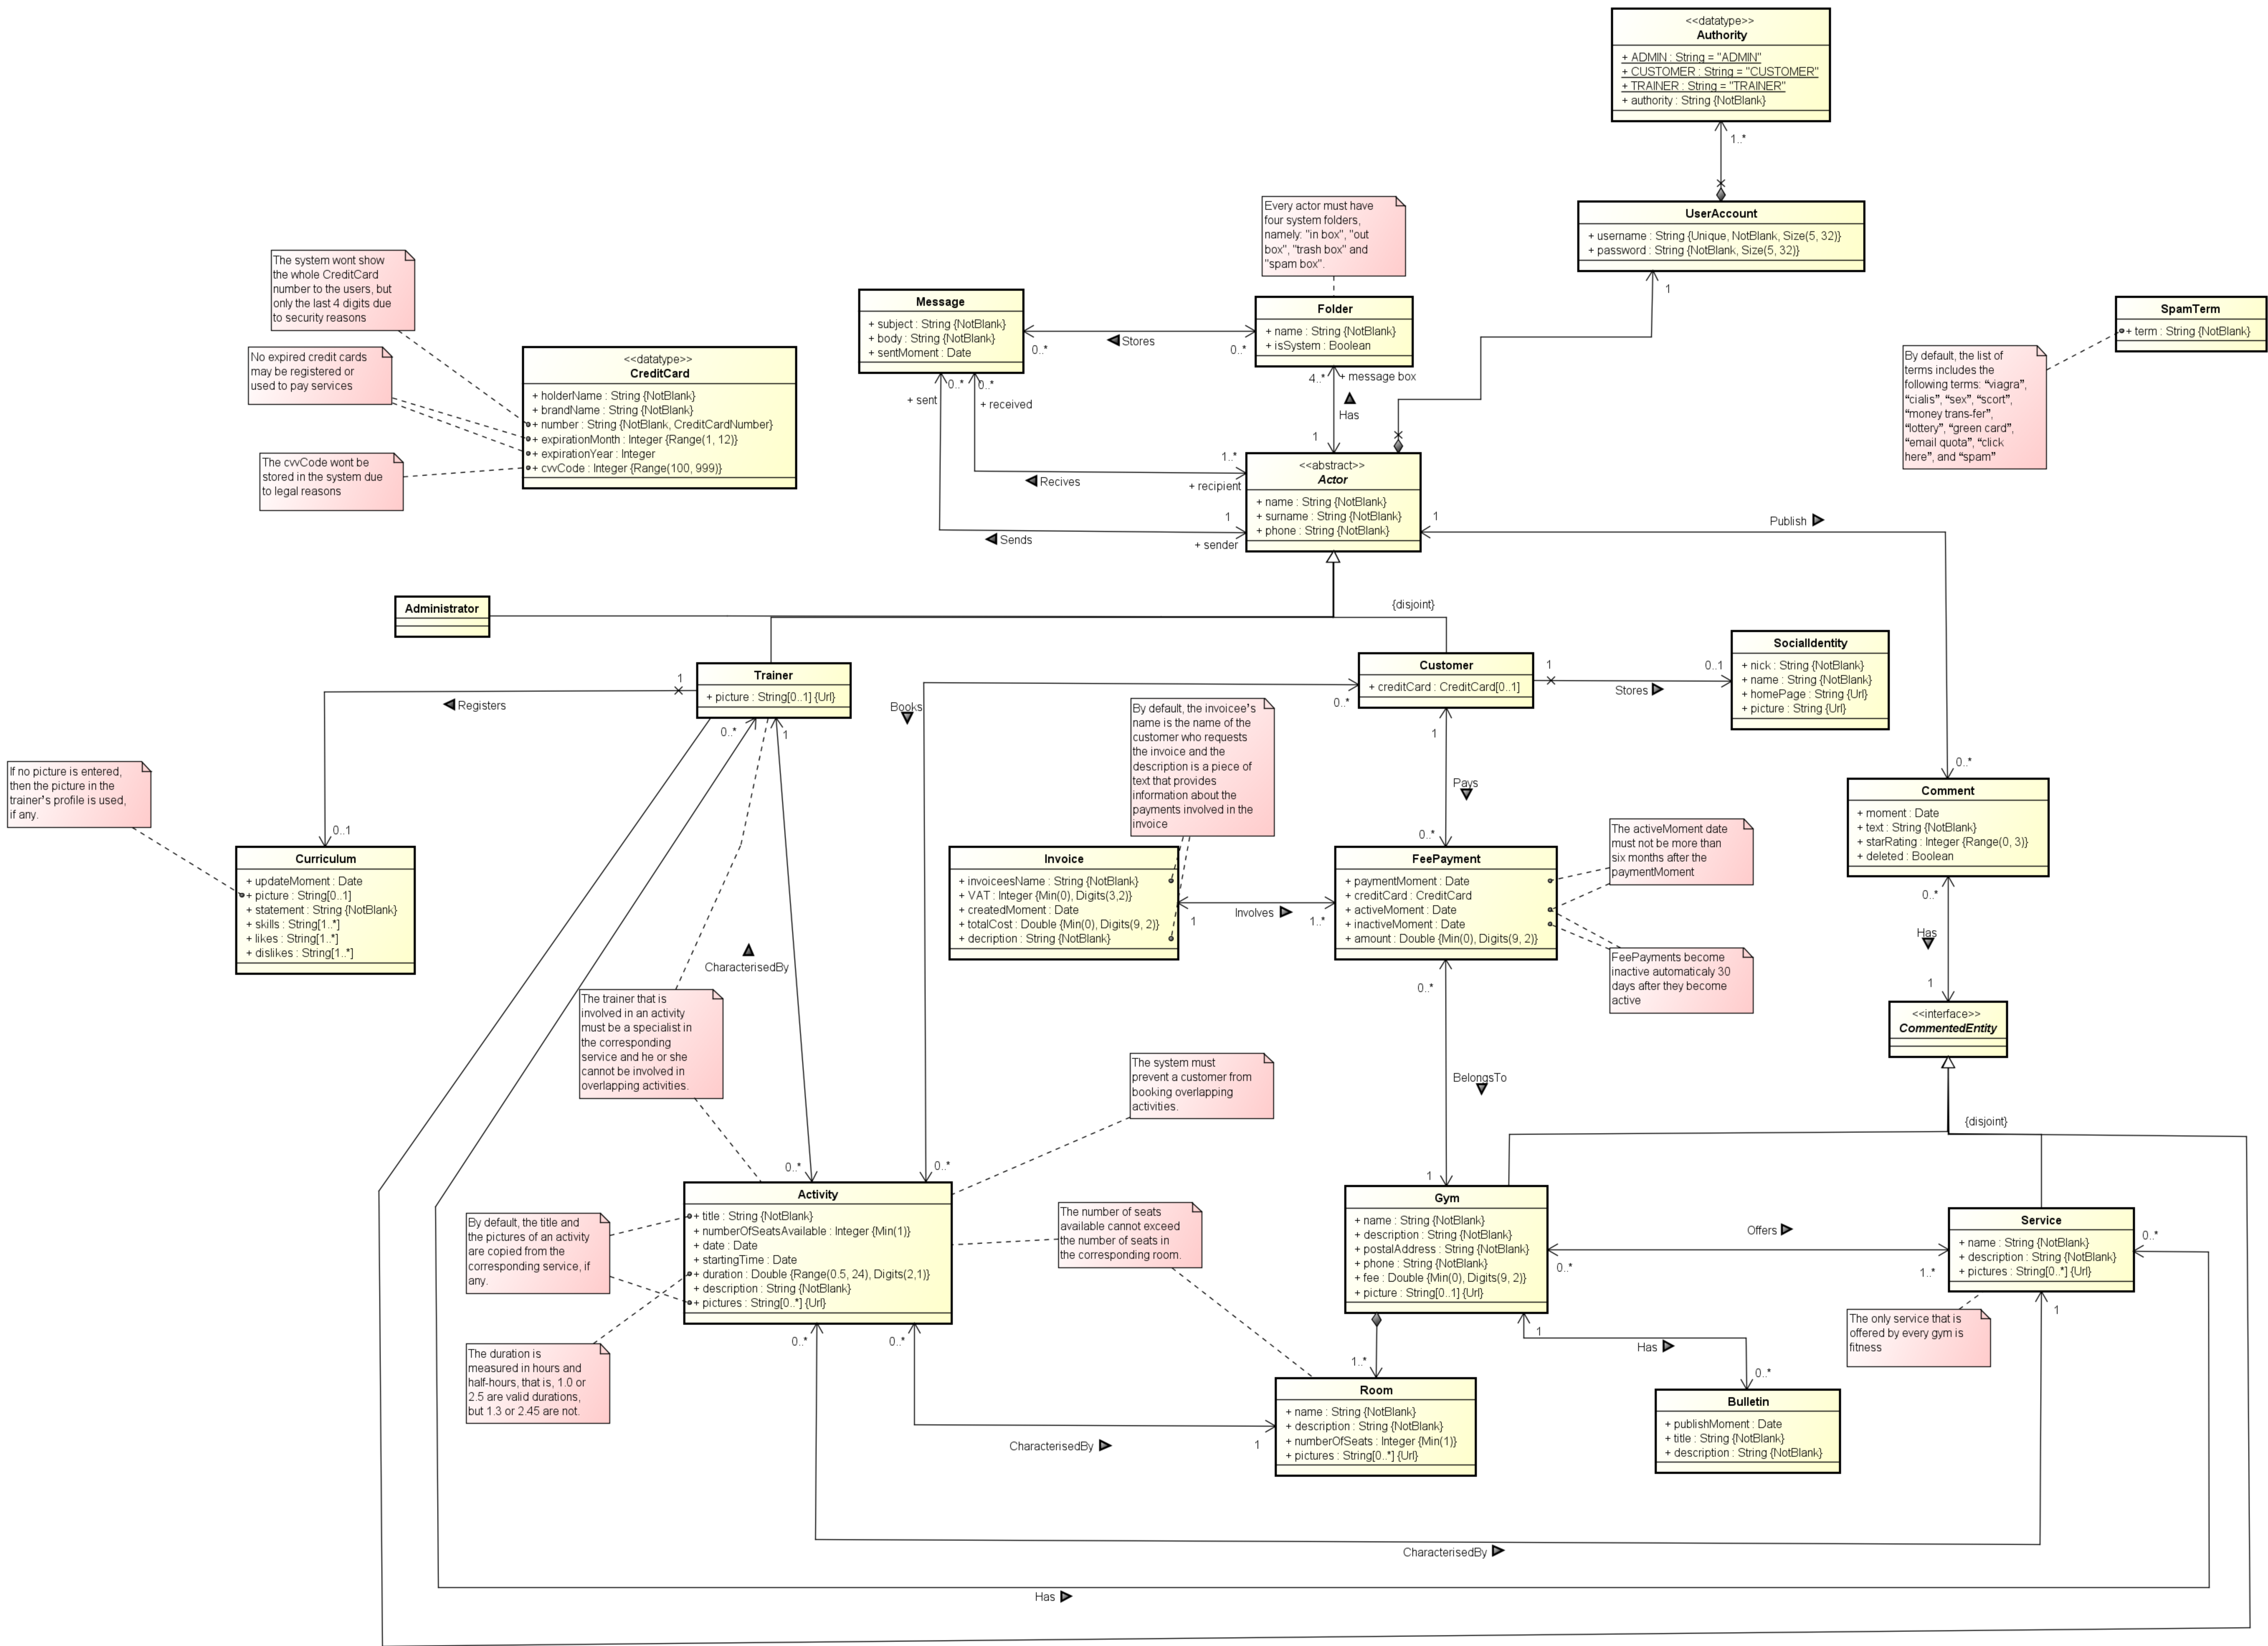 <<datatype>>
Authority
+ ADMIN : String = "ADMIN"
+ CUSTOMER : String = "CUSTOMER"
+ TRAINER : String = "TRAINER"
+ authority : String {NotBlank}
1..*
UserAccount
+ username : String {Unique, NotBlank, Size(5, 32)}
+ password : String {NotBlank, Size(5, 32)}
1
Every actor must have
four system folders,
namely: "in box", "out
box", "trash box" and
"spam box".
The system wont show
the whole CreditCard
number to the users, but
only the last 4 digits due
to security reasons
No expired credit cards
may be registered or
used to pay services
The cvvCode wont be
stored in the system due
to legal reasons
<<datatype>>
CreditCard
+ holderName : String {NotBlank}
+ brandName : String {NotBlank}
+ number : String {NotBlank, CreditCardNumber}
+ expirationMonth : Integer {Range(1, 12)}
+ expirationYear : Integer
+ cvvCode : Integer {Range(100, 999)}
Message
+ subject : String {NotBlank}
+ body : String {NotBlank}
+ sentMoment : Date
0..*
Stores
0..*
Folder
+ name : String {NotBlank}
+ isSystem : Boolean
SpamTerm
+ term : String {NotBlank}
By default, the list of
terms includes the
following terms: “viagra”,
“cialis”, “sex”, “scort”,
“money trans-fer”,
“lottery”, “green card”,
“email quota”, “click
here”, and “spam”
0..*
0..*
+ sent
+ received
4..*
+ message box
Has
1
1..*
Recives
+ recipient
1
Sends
+ sender
<<abstract>>
Actor
+ name : String {NotBlank}
+ surname : String {NotBlank}
+ phone : String {NotBlank}
1
Publish
Administrator
{disjoint}
Trainer
+ picture : String[0..1] {Url}
1
Registers
Customer
+ creditCard : CreditCard[0..1]
1
0..1
Stores
SocialIdentity
+ nick : String {NotBlank}
+ name : String {NotBlank}
+ homePage : String {Url}
+ picture : String {Url}
0..*
1
Books
0..*
By default, the invoicee’s
name is the name of the
customer who requests
the invoice and the
description is a piece of
text that provides
information about the
payments involved in the
invoice
1
Pays
0..*
0..*
Comment
+ moment : Date
+ text : String {NotBlank}
+ starRating : Integer {Range(0, 3)}
+ deleted : Boolean
If no picture is entered,
then the picture in the
trainer’s profile is used,
if any.
0..1
Curriculum
+ updateMoment : Date
+ picture : String[0..1]
+ statement : String {NotBlank}
+ skills : String[1..*]
+ likes : String[1..*]
+ dislikes : String[1..*]
Invoice
+ invoiceesName : String {NotBlank}
+ VAT : Integer {Min(0), Digits(3,2)}
+ createdMoment : Date
+ totalCost : Double {Min(0), Digits(9, 2)}
+ decription : String {NotBlank}
1
Involves
1..*
FeePayment
+ paymentMoment : Date
+ creditCard : CreditCard
+ activeMoment : Date
+ inactiveMoment : Date
+ amount : Double {Min(0), Digits(9, 2)}
The activeMoment date
must not be more than
six months after the
paymentMoment
FeePayments become
inactive automaticaly 30
days after they become
active
0..*
Has
1
<<interface>>
CommentedEntity
{disjoint}
CharacterisedBy
The trainer that is
involved in an activity
must be a specialist in
the corresponding
service and he or she
cannot be involved in
overlapping activities.
The system must
prevent a customer from
booking overlapping
activities.
0..*
BelongsTo
1
0..*
0..*
Activity
+ title : String {NotBlank}
+ numberOfSeatsAvailable : Integer {Min(1)}
+ date : Date
+ startingTime : Date
+ duration : Double {Range(0.5, 24), Digits(2,1)}
+ description : String {NotBlank}
+ pictures : String[0..*] {Url}
By default, the title and
the pictures of an activity
are copied from the
corresponding service, if
any.
The duration is
measured in hours and
half-hours, that is, 1.0 or
2.5 are valid durations,
but 1.3 or 2.45 are not.
The number of seats
available cannot exceed
the number of seats in
the corresponding room.
Gym
+ name : String {NotBlank}
+ description : String {NotBlank}
+ postalAddress : String {NotBlank}
+ phone : String {NotBlank}
+ fee : Double {Min(0), Digits(9, 2)}
+ picture : String[0..1] {Url}
Offers
0..*
1..*
Service
+ name : String {NotBlank}
+ description : String {NotBlank}
+ pictures : String[0..*] {Url}
0..*
1
The only service that is
offered by every gym is
fitness
1
Has
0..*
Bulletin
+ publishMoment : Date
+ title : String {NotBlank}
+ description : String {NotBlank}
1..*
Room
+ name : String {NotBlank}
+ description : String {NotBlank}
+ numberOfSeats : Integer {Min(1)}
+ pictures : String[0..*] {Url}
0..*
0..*
CharacterisedBy
1
CharacterisedBy
Has